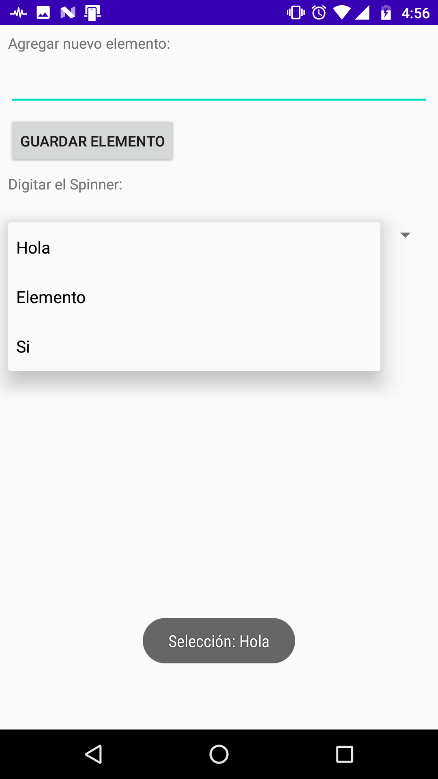 4:56
Agregar nuevo elemento:
GUARDAR ELEMENTO
Digitar el Spinner:
Hola
Elemento
Si
Selección: Hola